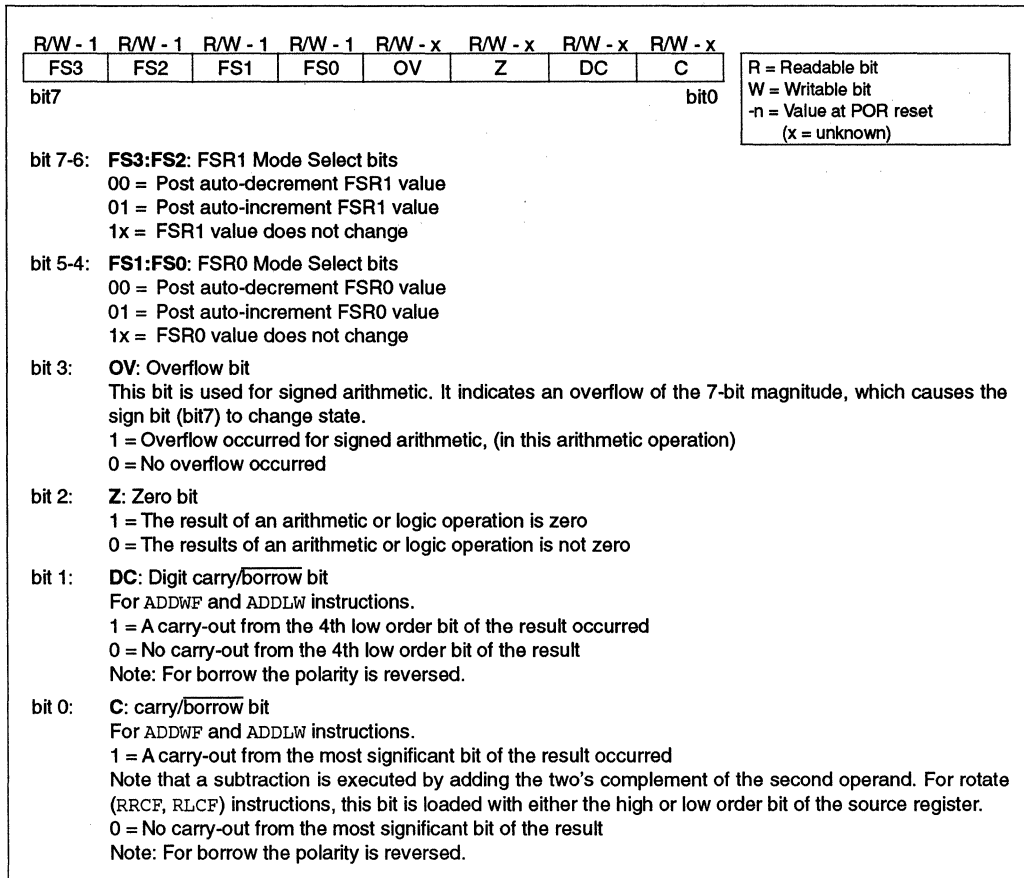 R/W - 1 R/W - 1 R/W - 1 R/W - 1 R/W - x R/W - x R/W - x R/W - x
FS3 FS2 FS1 FS0 OV Z DC C
bit7 bit0
R = Readable bit
W = Writable bit
-n = Value at POR reset
(x = unknown)
bit 7-6: FS3:FS2: FSR1 Mode Select bits
00 = Post auto-decrement FSR1 value
01 = Post auto-increment FSR1 value
1x = FSR1 value does not change
bit 5-4: FS1:FS0: FSR0 Mode Select bits
00 = Post auto-decrement FSR0 value
01 = Post auto-increment FSR0 value
1x = FSR0 value does not change
bit 3: OV: Overflow bit
This bit is used for signed arithmetic. It indicates an overflow of the 7-bit magnitude, which causes the
sign bit (bit7) to change state.
1 = Overflow occurred for signed arithmetic, (in this arithmetic operation)
0 = No overflow occurred
bit 2: Z: Zero bit
1 = The result of an arithmetic or logic operation is zero
0 = The results of an arithmetic or logic operation is not zero
bit 1: DC: Digit carry/borrow bit
For ADDWF and ADDLW instructions.
1 = A carry-out from the 4th low order bit of the result occurred
0 = No carry-out from the 4th low order bit of the result
Note: For borrow the polarity is reversed.
bit 0: C: carry/borrow bit
For ADDWF and ADDLW instructions.
1 = A carry-out from the most significant bit of the result occurred
Note that a subtraction is executed by adding the two's complement of the second operand. For rotate
(RRCF, RLCF) instructions, this bit is loaded with either the high or low order bit of the source register.
0 = No carry-out from the most significant bit of the result
Note: For borrow the polarity is reversed.